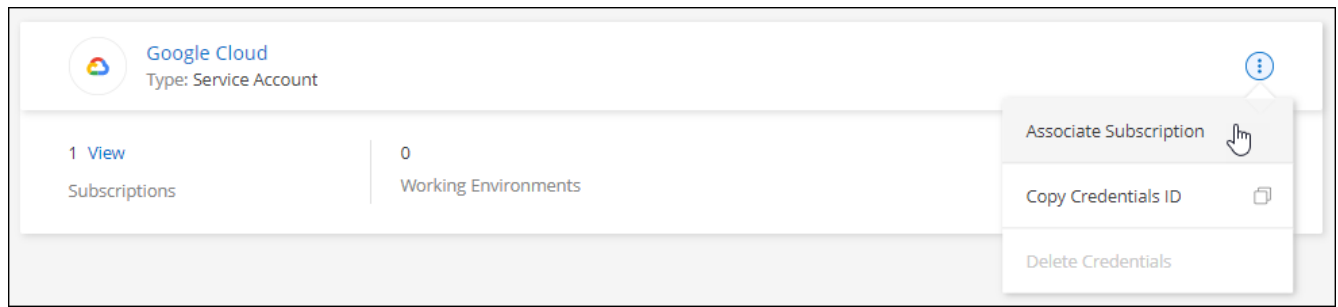 Google Cloud
Type: Service Account
1 View
Subscriptions
0
Working Environments
Associate Subscription
Copy Credentials ID
Delete Credentials